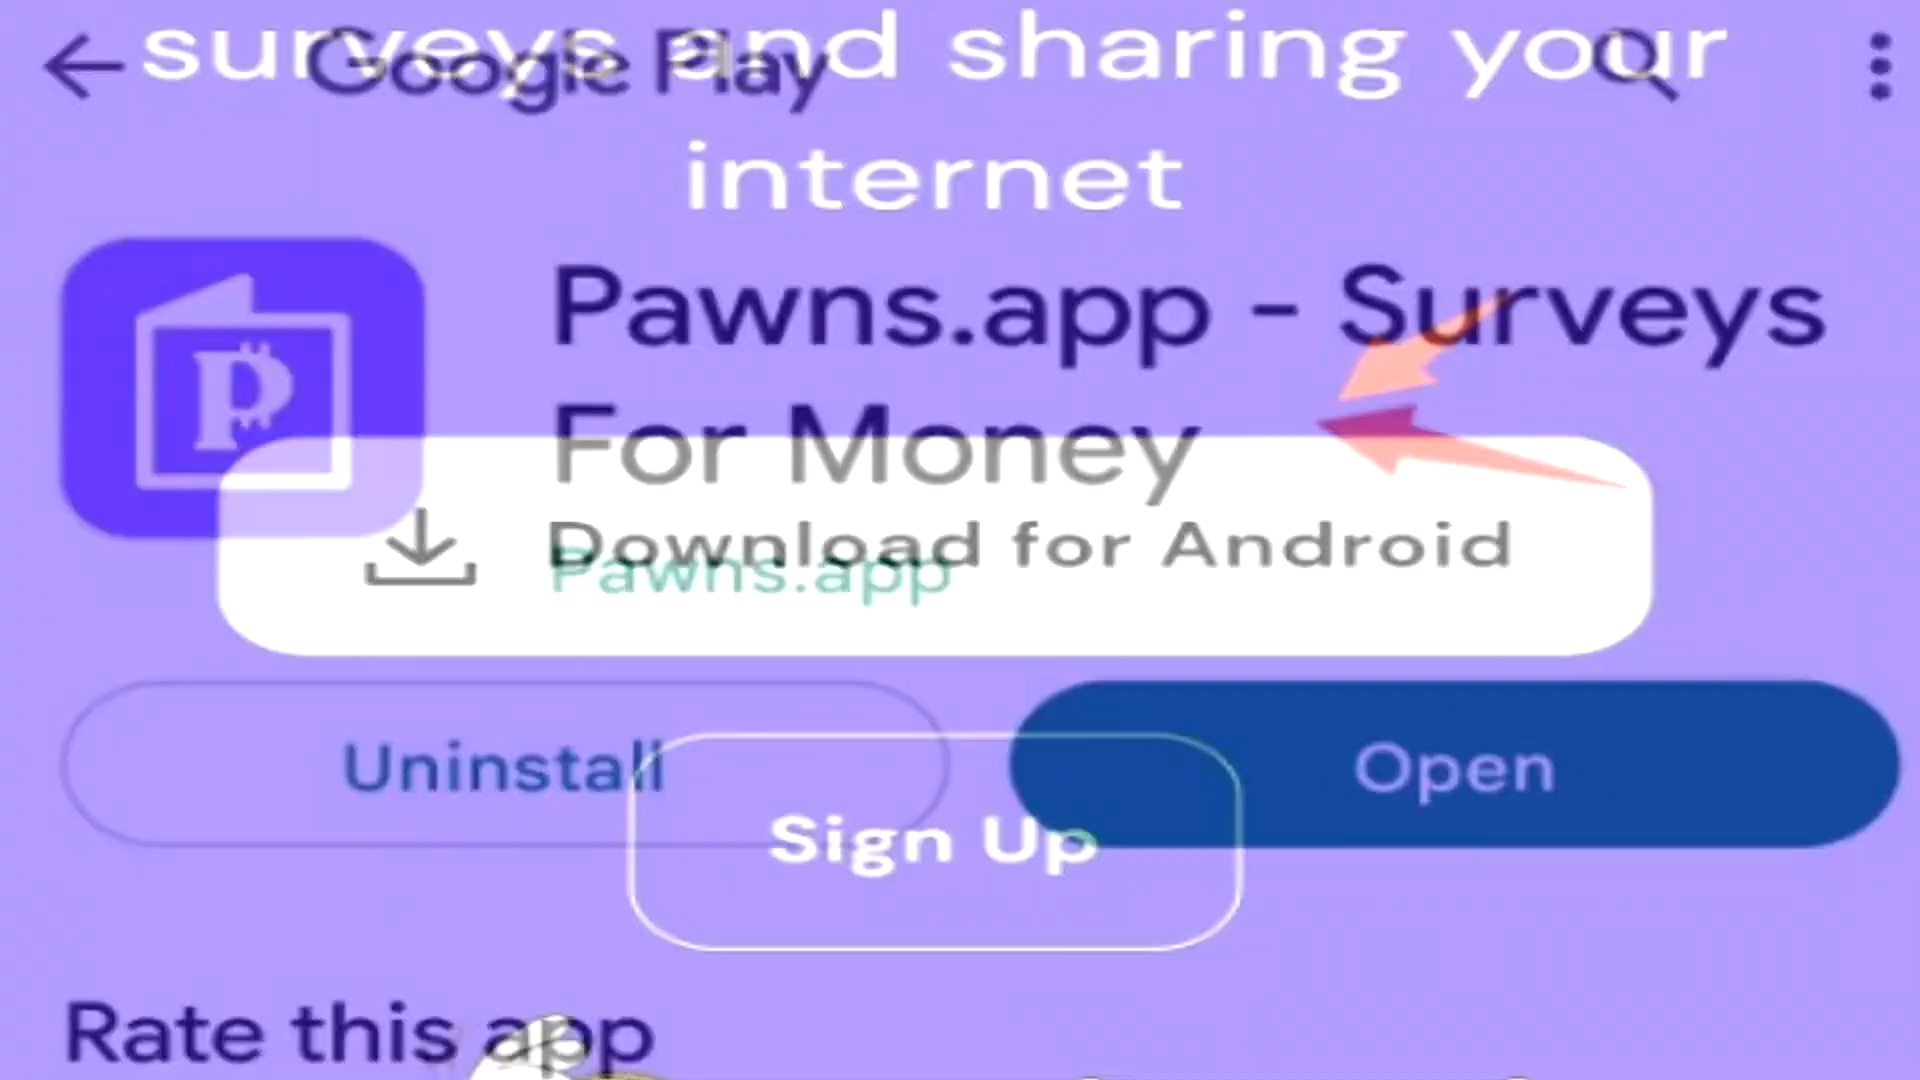 surveys and sharing your
Google Play
internet
Pawns.app - Surveys
For Money
Download for Android
Pawns.app
Uninstall
Open
Sign Up
Rate this app